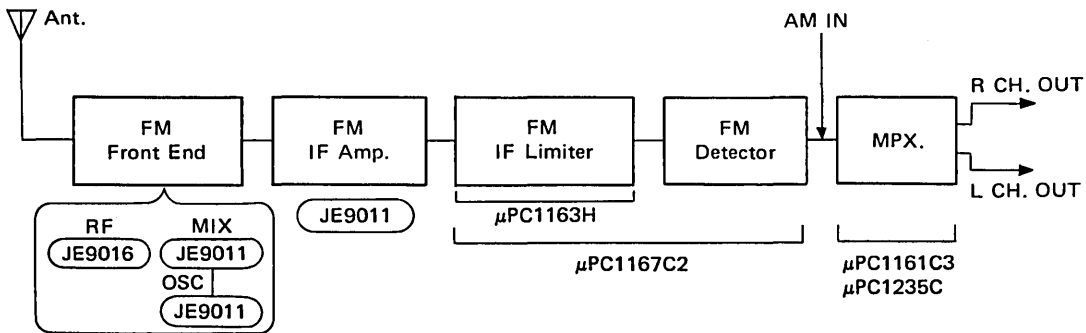 Ant.
AM IN
R CH. OUT
FM
Front End
FM
IF Amp.
FM
IF Limiter
FM
Detector
MPX.
L CH. OUT
RF
JE9016
MIX
JE9011
OSC
JE9011
JE9011
μPC1163H
μPC1167C2
μPC1161C3
μPC1235C